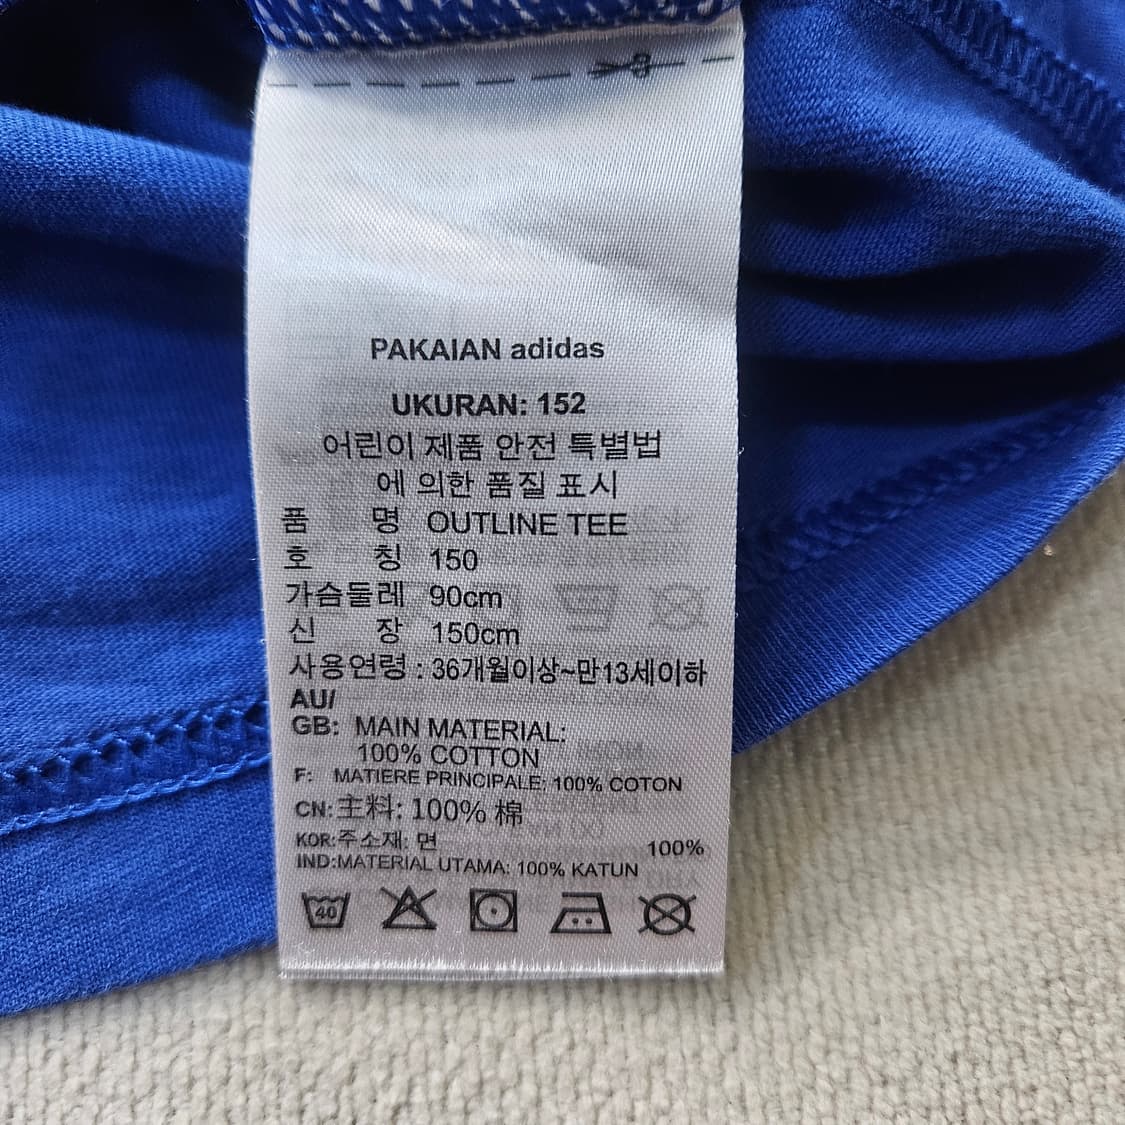 PAKAIAN adidas
UKURAN: 152
어린이 제품 안전 특별법
에 의한 품질 표시
품 명 OUTLINE TEE
호 칭 150
가슴둘레 90cm
신 장 150cm
사용연령 : 36개월이상~만13세이하
AU/
GB: MAIN MATERIAL:
100% COTTON
F: MATIERE PRINCIPALE: 100% COTON
CN: 主料: 100% 棉
KOR:주소재: 면 100%
IND:MATERIAL UTAMA: 100% KATUN
40